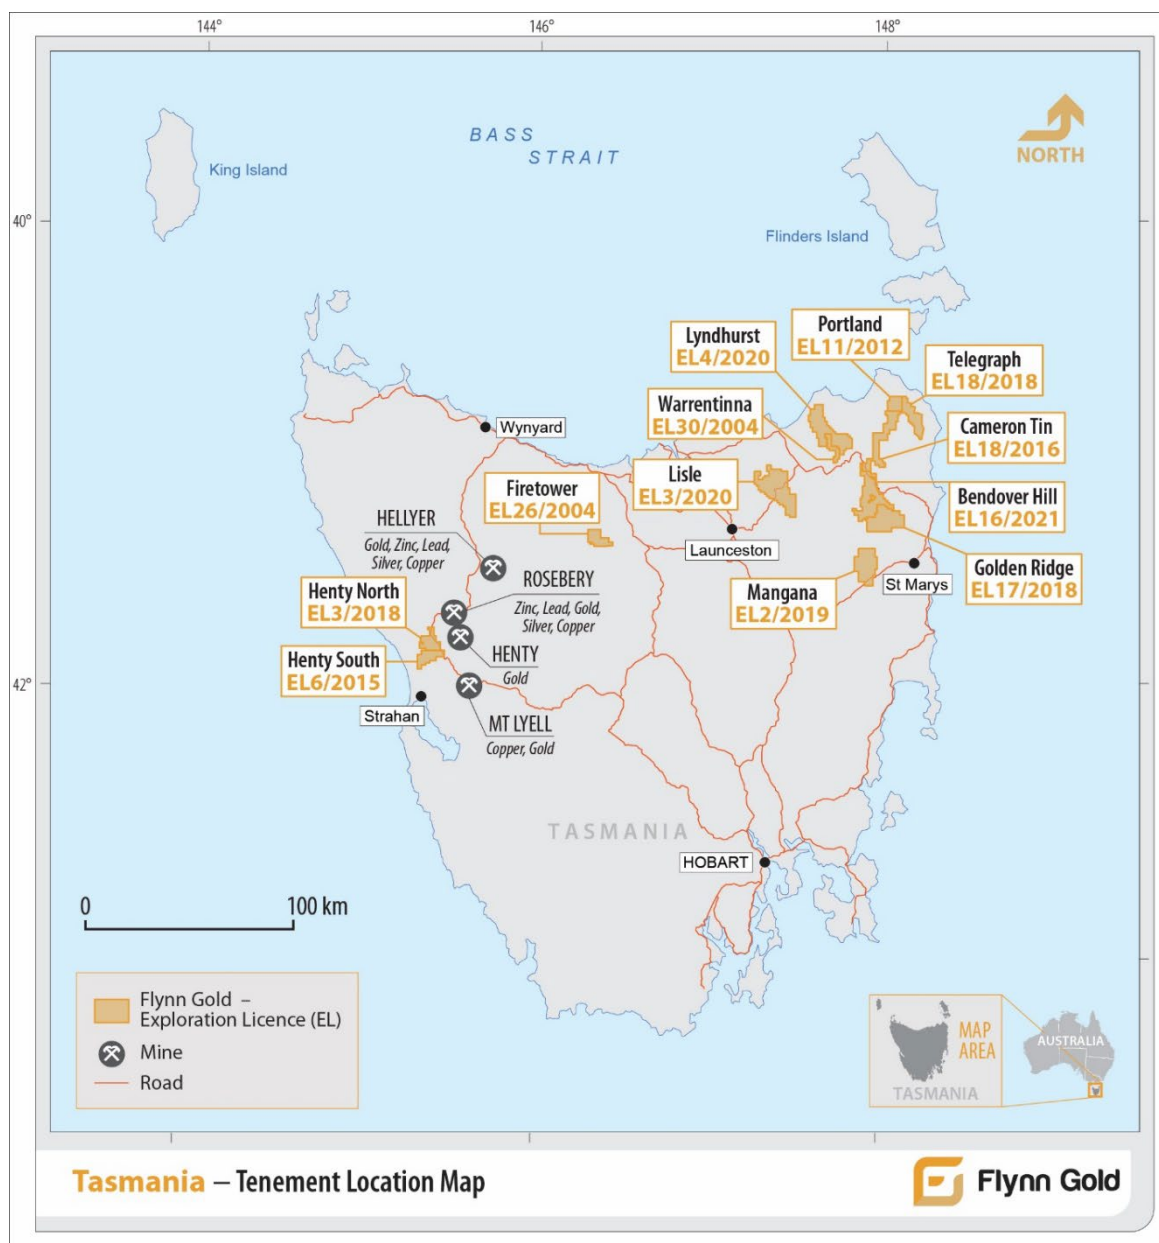 144°
146°
148°
BASS
STRAIT
NORTH
King Island
40°
Flinders Island
Portland
EL11/2012
Lyndhurst
EL4/2020
Telegraph
EL18/2018
Warrentinna
EL30/2004
Cameron Tin
EL18/2016
Wynyard
Lisle
EL3/2020
Firetower
EL26/2004
Bendover Hill
EL16/2021
HELLYER
Gold, Zinc, Lead,
Silver, Copper
Launceston
Golden Ridge
EL17/2018
St Marys
ROSEBERY
Zinc, Lead, Gold,
Silver, Copper
Mangana
EL2/2019
Henty North
EL3/2018
HENTY
Gold
Henty South
EL6/2015
42°
Strahan
MT LYELL
Copper, Gold
TASMANIA
HOBART
0 100 km
Flynn Gold –
Exploration Licence (EL)
Mine
Road
MAP
AREA
TASMANIA
AUSTRALIA
Tasmania – Tenement Location Map
Flynn Gold